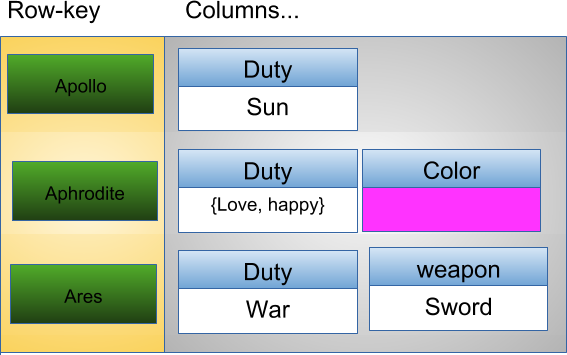 Row-key Columns...
Apollo
Duty
Sun
Aphrodite
Duty
{Love, happy}
Color
Ares
Duty
War
weapon
Sword